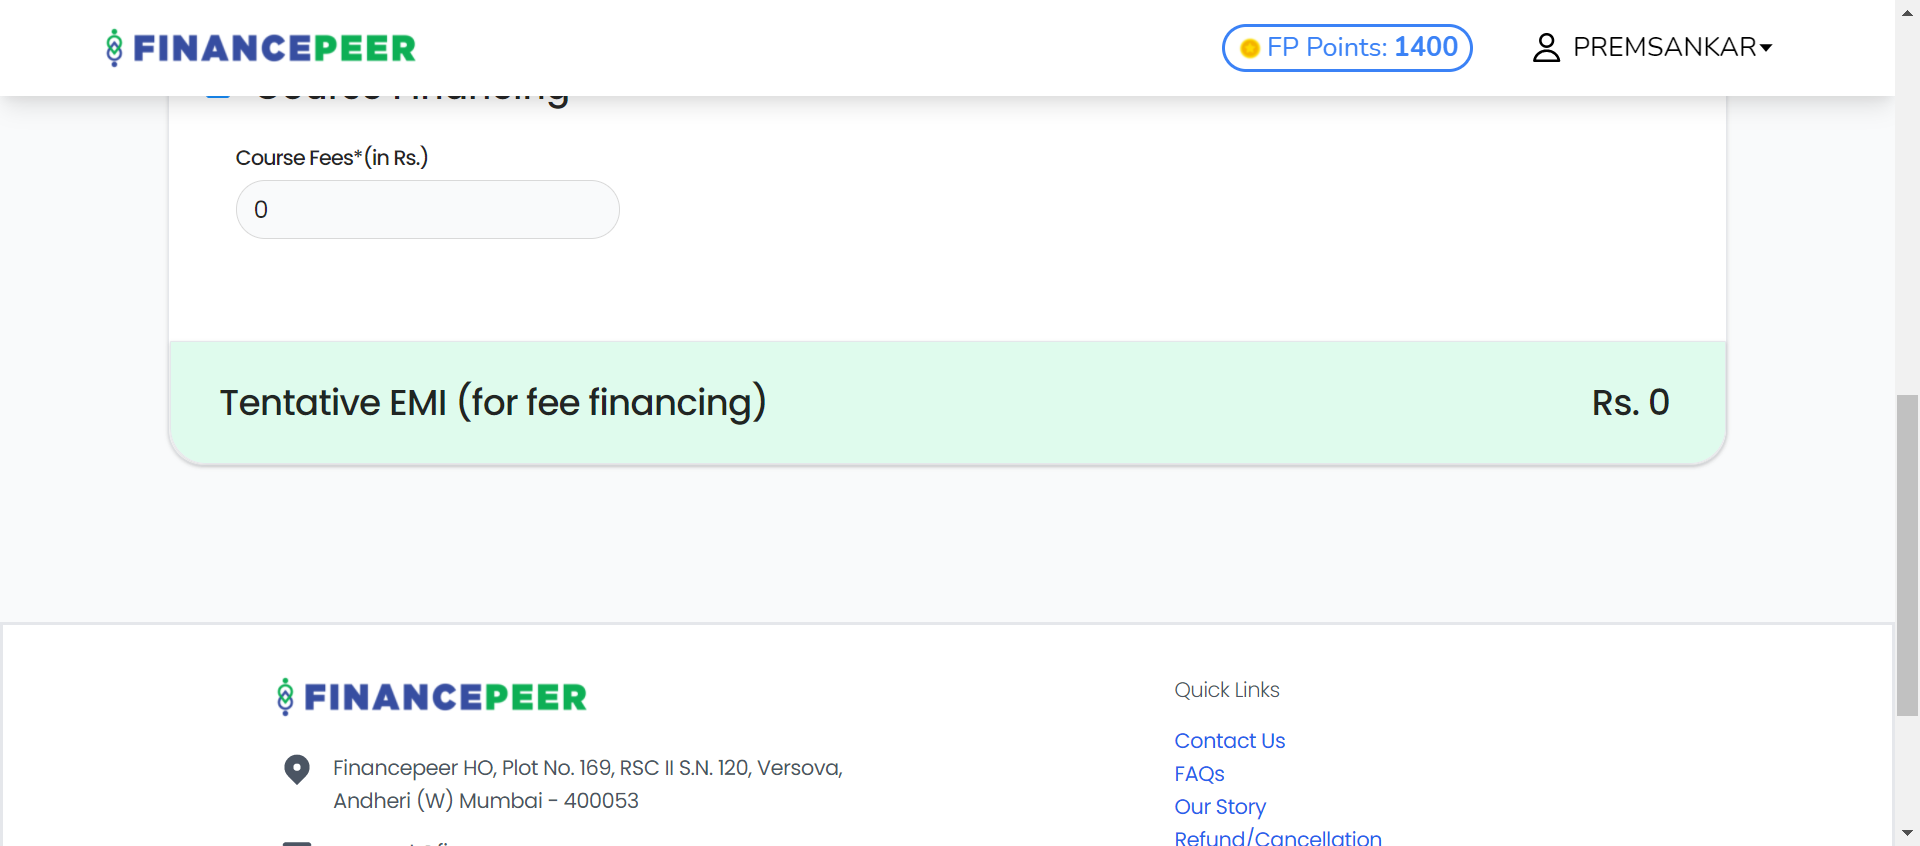 FINANCEPEER
FP Points: 1400
PREMSANKAR
Course Financing
Course Fees*(in Rs.)
0
Tentative EMI (for fee financing)
Rs. 0
FINANCEPEER
Financepeer HO, Plot No. 169, RSC II S.N. 120, Versova,
Andheri (W) Mumbai - 400053
Quick Links
Contact Us
FAQs
Our Story
Refund/Cancellation